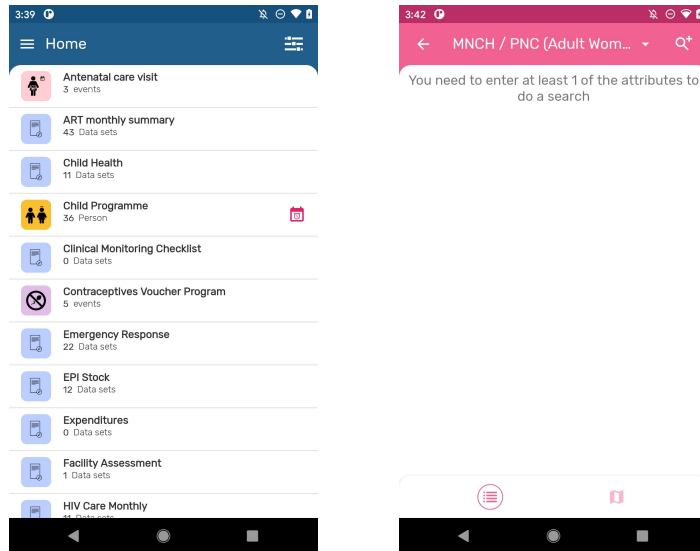 3:39
Home
Antenatal care visit
3 events
ART monthly summary
43 Data sets
Child Health
11 Data sets
Child Programme
36 Person
Clinical Monitoring Checklist
0 Data sets
Contraceptives Voucher Program
5 events
Emergency Response
22 Data sets
EPI Stock
12 Data sets
Expenditures
0 Data sets
Facility Assessment
1 Data sets
HIV Care Monthly
11 Data sets
3:42
MNCH / PNC (Adult Wom...
You need to enter at least 1 of the attributes to
do a search